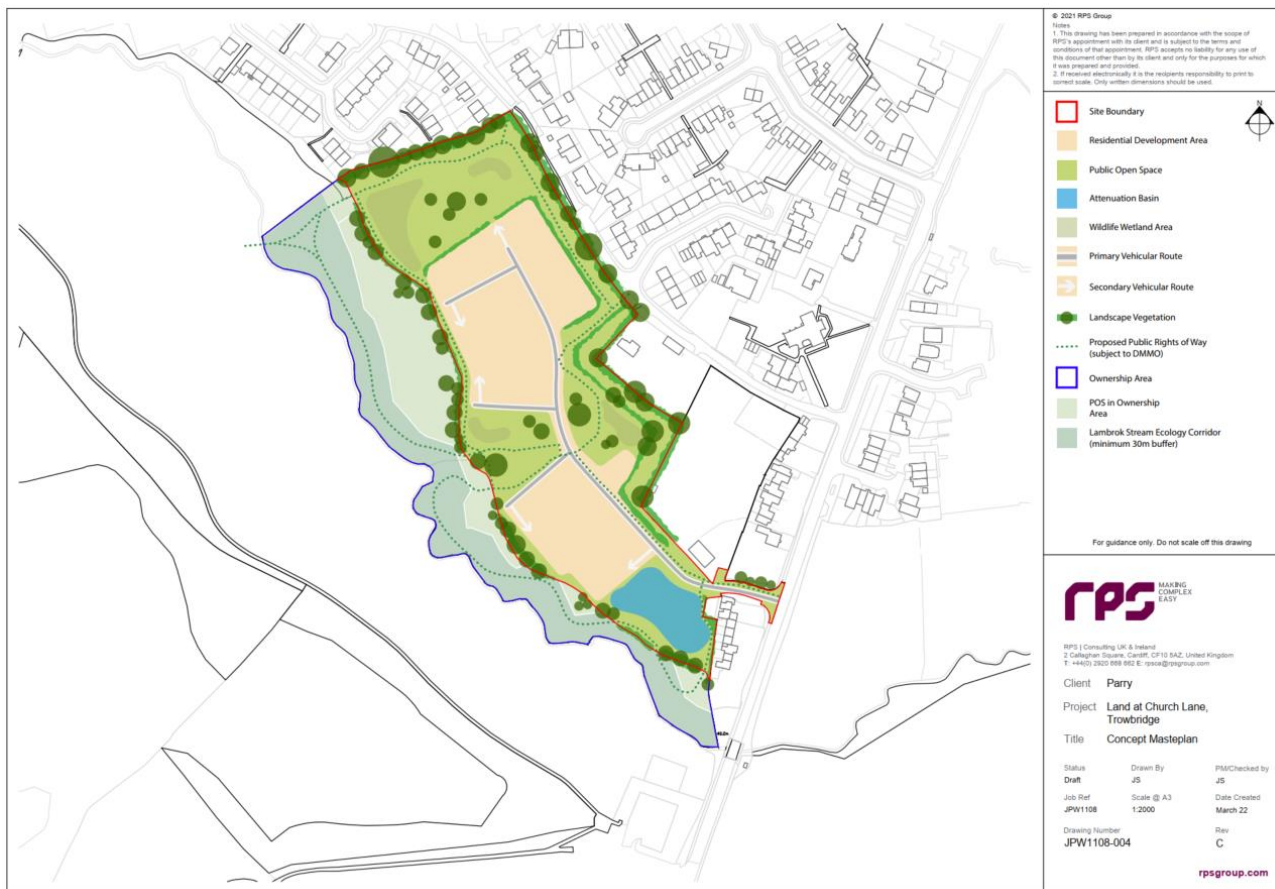 © 2021 RPS Group
Notes
1. This drawing has been prepared in accordance with the scope of
RPS's appointment with its client and is subject to the terms and
conditions of that appointment. RPS accepts no liability for any use of
this document other than by its client and only for the purposes for which
it was prepared and provided.
2. If received electronically it is the recipients responsibility to print to
correct scale. Only written dimensions should be used.
N
Site Boundary
Residential Development Area
Public Open Space
Attenuation Basin
Wildlife Wetland Area
Primary Vehicular Route
Secondary Vehicular Route
Landscape Vegetation
Proposed Public Rights of Way
(subject to DMMO)
Ownership Area
POS in Ownership
Area
Lambrok Stream Ecology Corridor
(minimum 30m buffer)
For guidance only. Do not scale off this drawing
rps MAKING
COMPLEX
EASY
RPS | Consulting UK & Ireland
2 Callaghan Square, Cardiff, CF10 5AZ, United Kingdom
Client Parry
Project Land at Church Lane,
Trowbridge
Title Concept Masteplan
Status Drawn By PM/Checked by
Draft JS JS
Job Ref Scale @ A3 Date Created
JPW1108 1:2000 March 22
Drawing Number Rev
JPW1108-004 C
rpsgroup.com